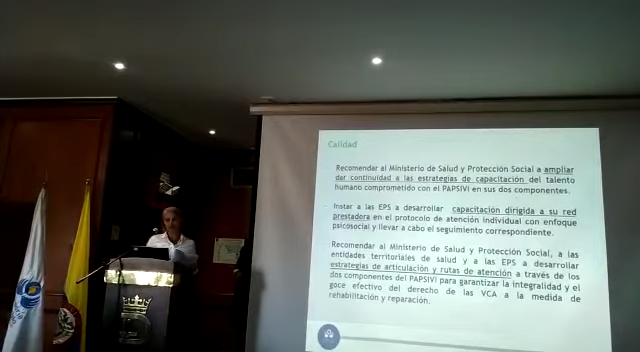 Calidad
Recomendar al Ministerio de Salud y Protección Social a ampliar
dar continuidad a las estrategias de capacitación del talento
humano comprometido con el PAPSIVI en sus dos componentes.
Instar a las EPS a desarrollar capacitación dirigida a su red
prestadora en el protocolo de atención individual con enfoque
psicosocial y llevar a cabo el seguimiento correspondiente.
Recomendar al Ministerio de Salud y Protección Social, a las
entidades territoriales de salud y a las EPS a desarrollar
estrategias de articulación y rutas de atención a través de los
dos componentes del PAPSIVI para garantizar la integralidad y el
goce efectivo del derecho de las VCA a la medida de
rehabilitación y reparación.